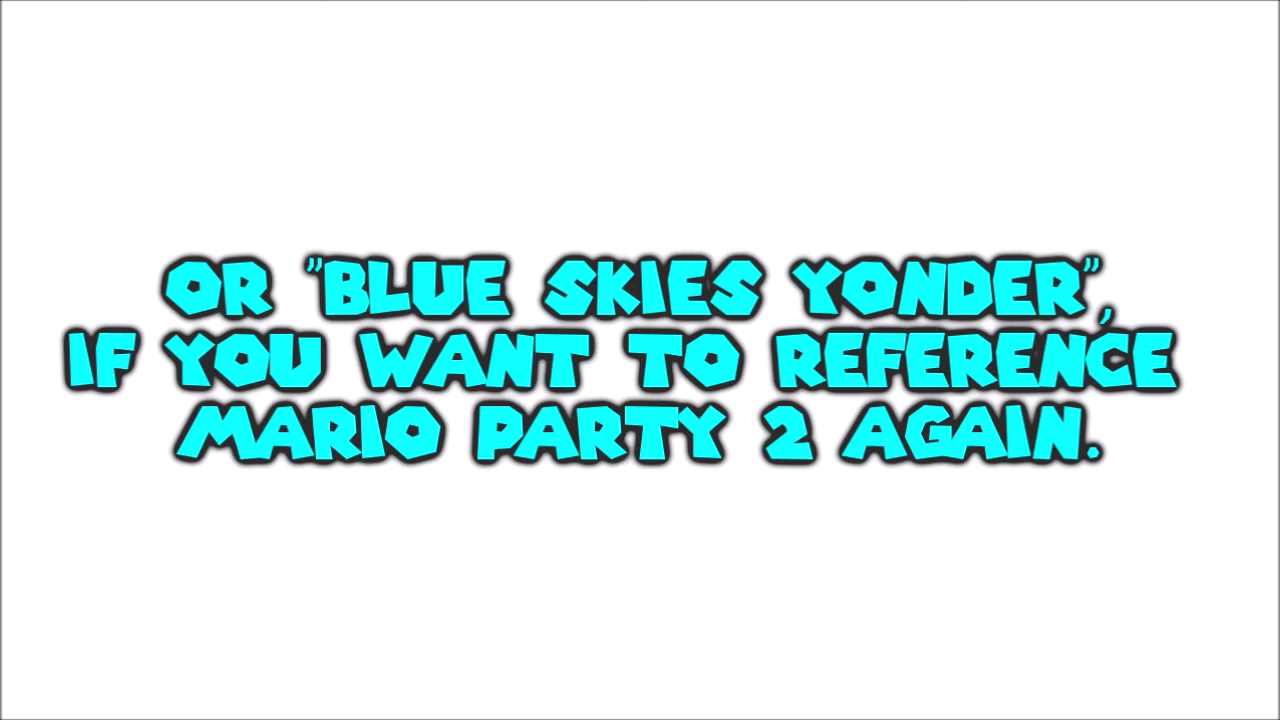 OR "BLUE SKIES YONDER",
IF YOU WANT TO REFERENCE
MARIO PARTY 2 AGAIN.